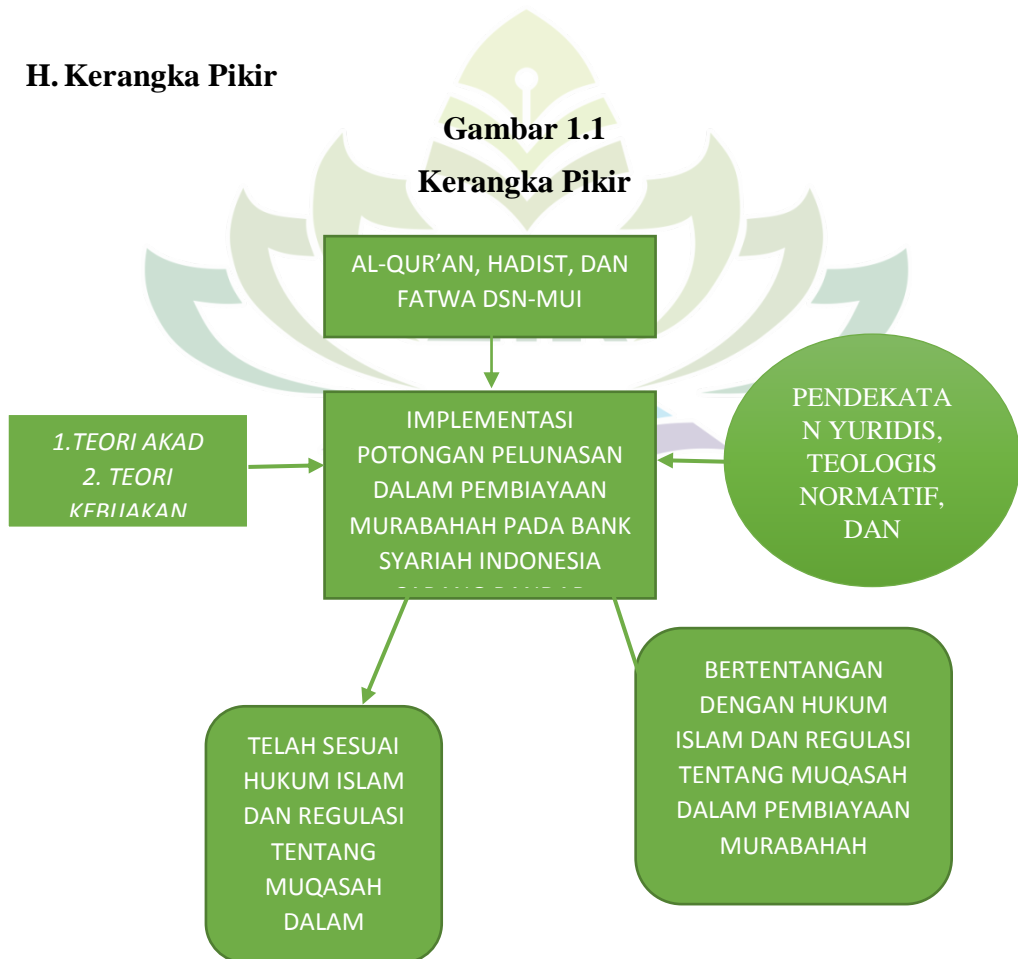 H. Kerangka Pikir
Gambar 1.1
Kerangka Pikir
AL-QUR’AN, HADIST, DAN
FATWA DSN-MUI
1.TEORI AKAD
2. TEORI
KEBIJAKAN
IMPLEMENTASI
POTONGAN PELUNASAN
DALAM PEMBIAYAAN
MURABAHAH PADA BANK
SYARIAH INDONESIA
PENDEKATA
N YURIDIS,
TEOLOGIS
NORMATIF,
DAN
TELAH SESUAI
HUKUM ISLAM
DAN REGULASI
TENTANG
MUQASAH
DALAM
BERTENTANGAN
DENGAN HUKUM
ISLAM DAN REGULASI
TENTANG MUQASAH
DALAM PEMBIAYAAN
MURABAHAH